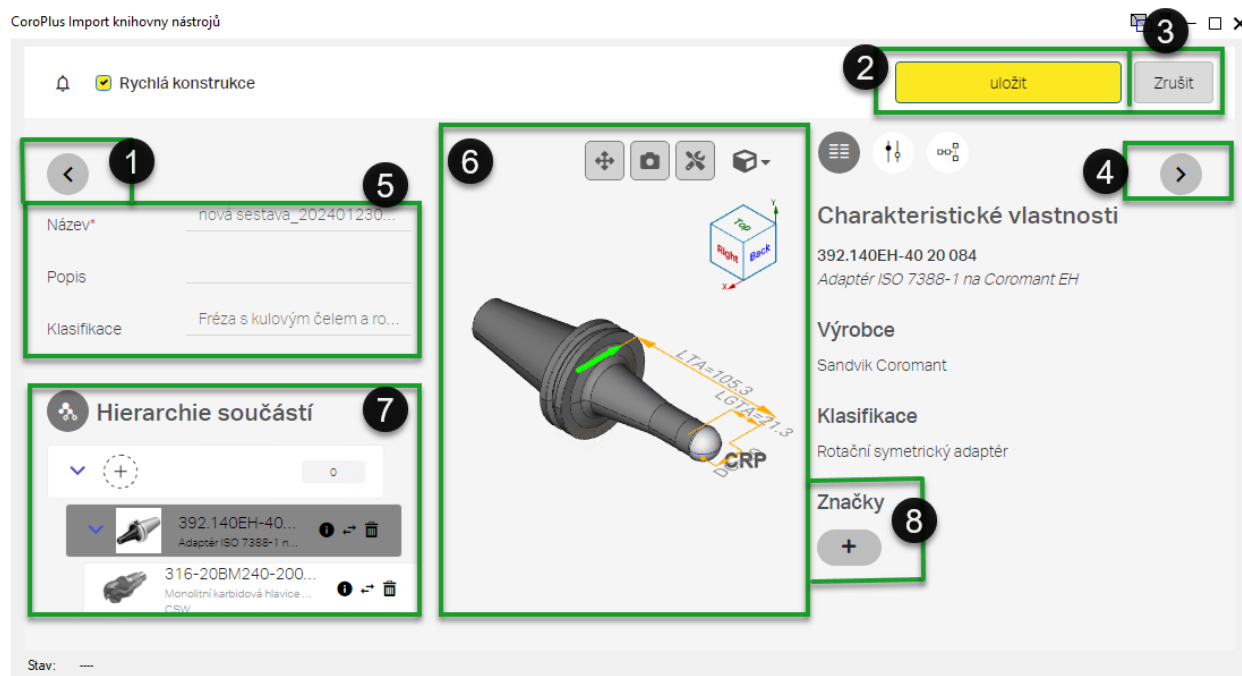 CoroPlus Import knihovny nástrojů
3
Rychlá konstrukce
2
uložit
Zrušit
1
5
Název*
nová sestava_202401230...
Popis
Klasifikace
Fréza s kulovým čelem a ro...
7
Hierarchie součástí
0
392.140EH-40...
Adaptér ISO 7388-1 n...
316-20BM240-200...
Monolitní karbidová hlavice ...
CSW
6
Top
Right
Back
Y
X
LTA=105.3
LGTA=21.3
CRP
4
Charakteristické vlastnosti
392.140EH-40 20 084
Adaptér ISO 7388-1 na Coromant EH
Výrobce
Sandvik Coromant
Klasifikace
Rotační symetrický adaptér
Značky
8
+
Stav: ----